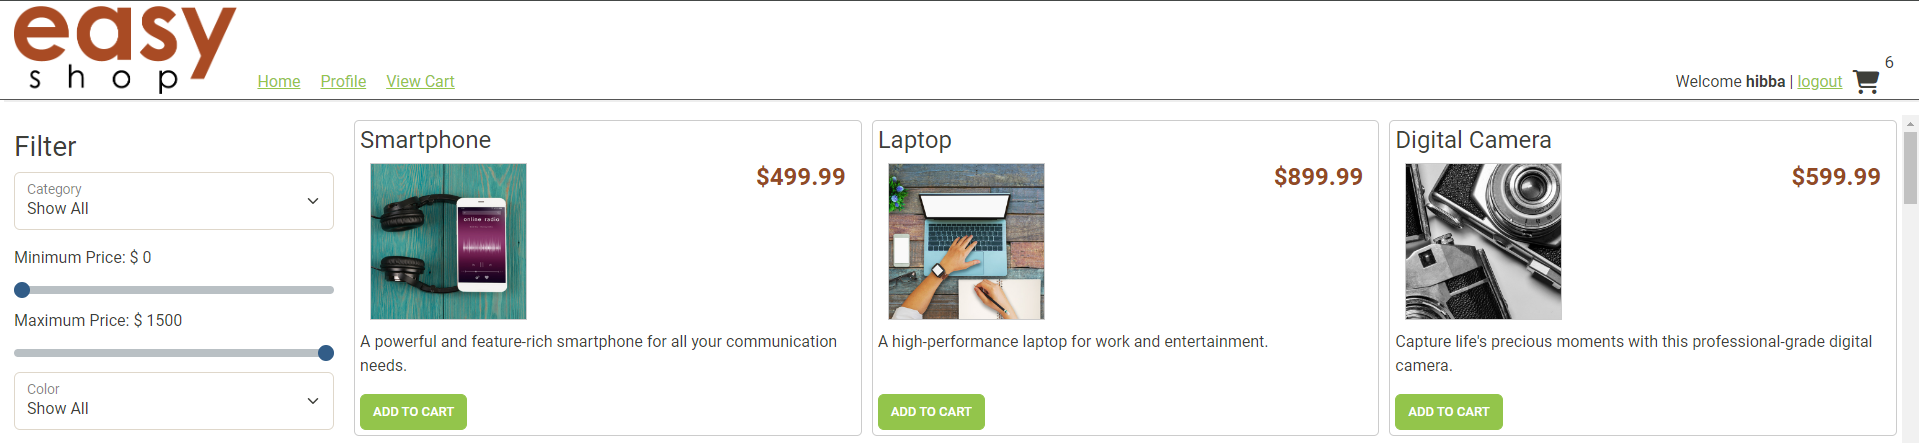 easy
shop
Home Profile View Cart
Welcome hibba | logout
6
Filter
Category
Show All
Minimum Price: $ 0
Maximum Price: $ 1500
Color
Show All
Smartphone
$499.99
online radio
A powerful and feature-rich smartphone for all your communication
needs.
ADD TO CART
Laptop
$899.99
A high-performance laptop for work and entertainment.
ADD TO CART
Digital Camera
$599.99
Capture life's precious moments with this professional-grade digital
camera.
ADD TO CART